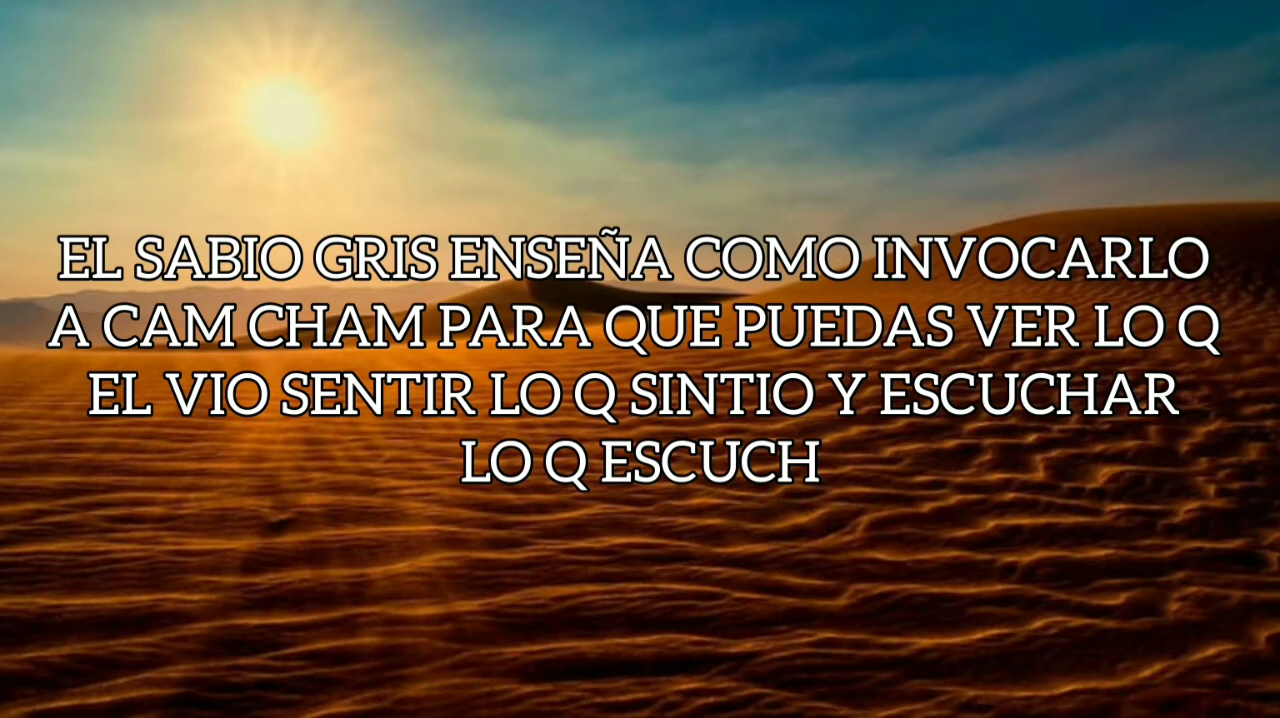 EL SABIO GRIS ENSEÑA COMO INVOCARLO
A CAM CHAM PARA QUE PUEDAS VER LO Q
EL VIO SENTIR LO Q SINTIO Y ESCUCHAR
LO Q ESCUCH